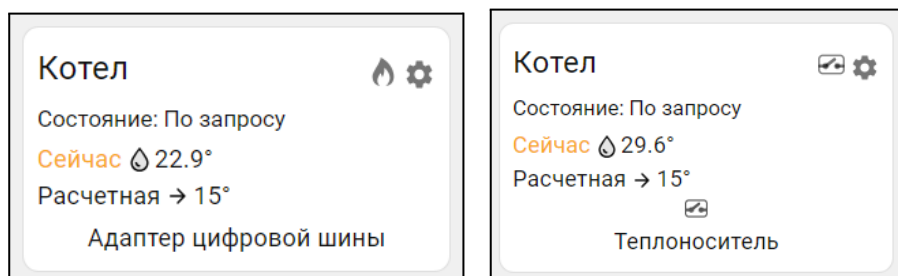 Котел
Состояние: По запросу
Сейчас 22.9°
Расчетная → 15°
Адаптер цифровой шины
Котел
Состояние: По запросу
Сейчас 29.6°
Расчетная → 15°
Теплоноситель